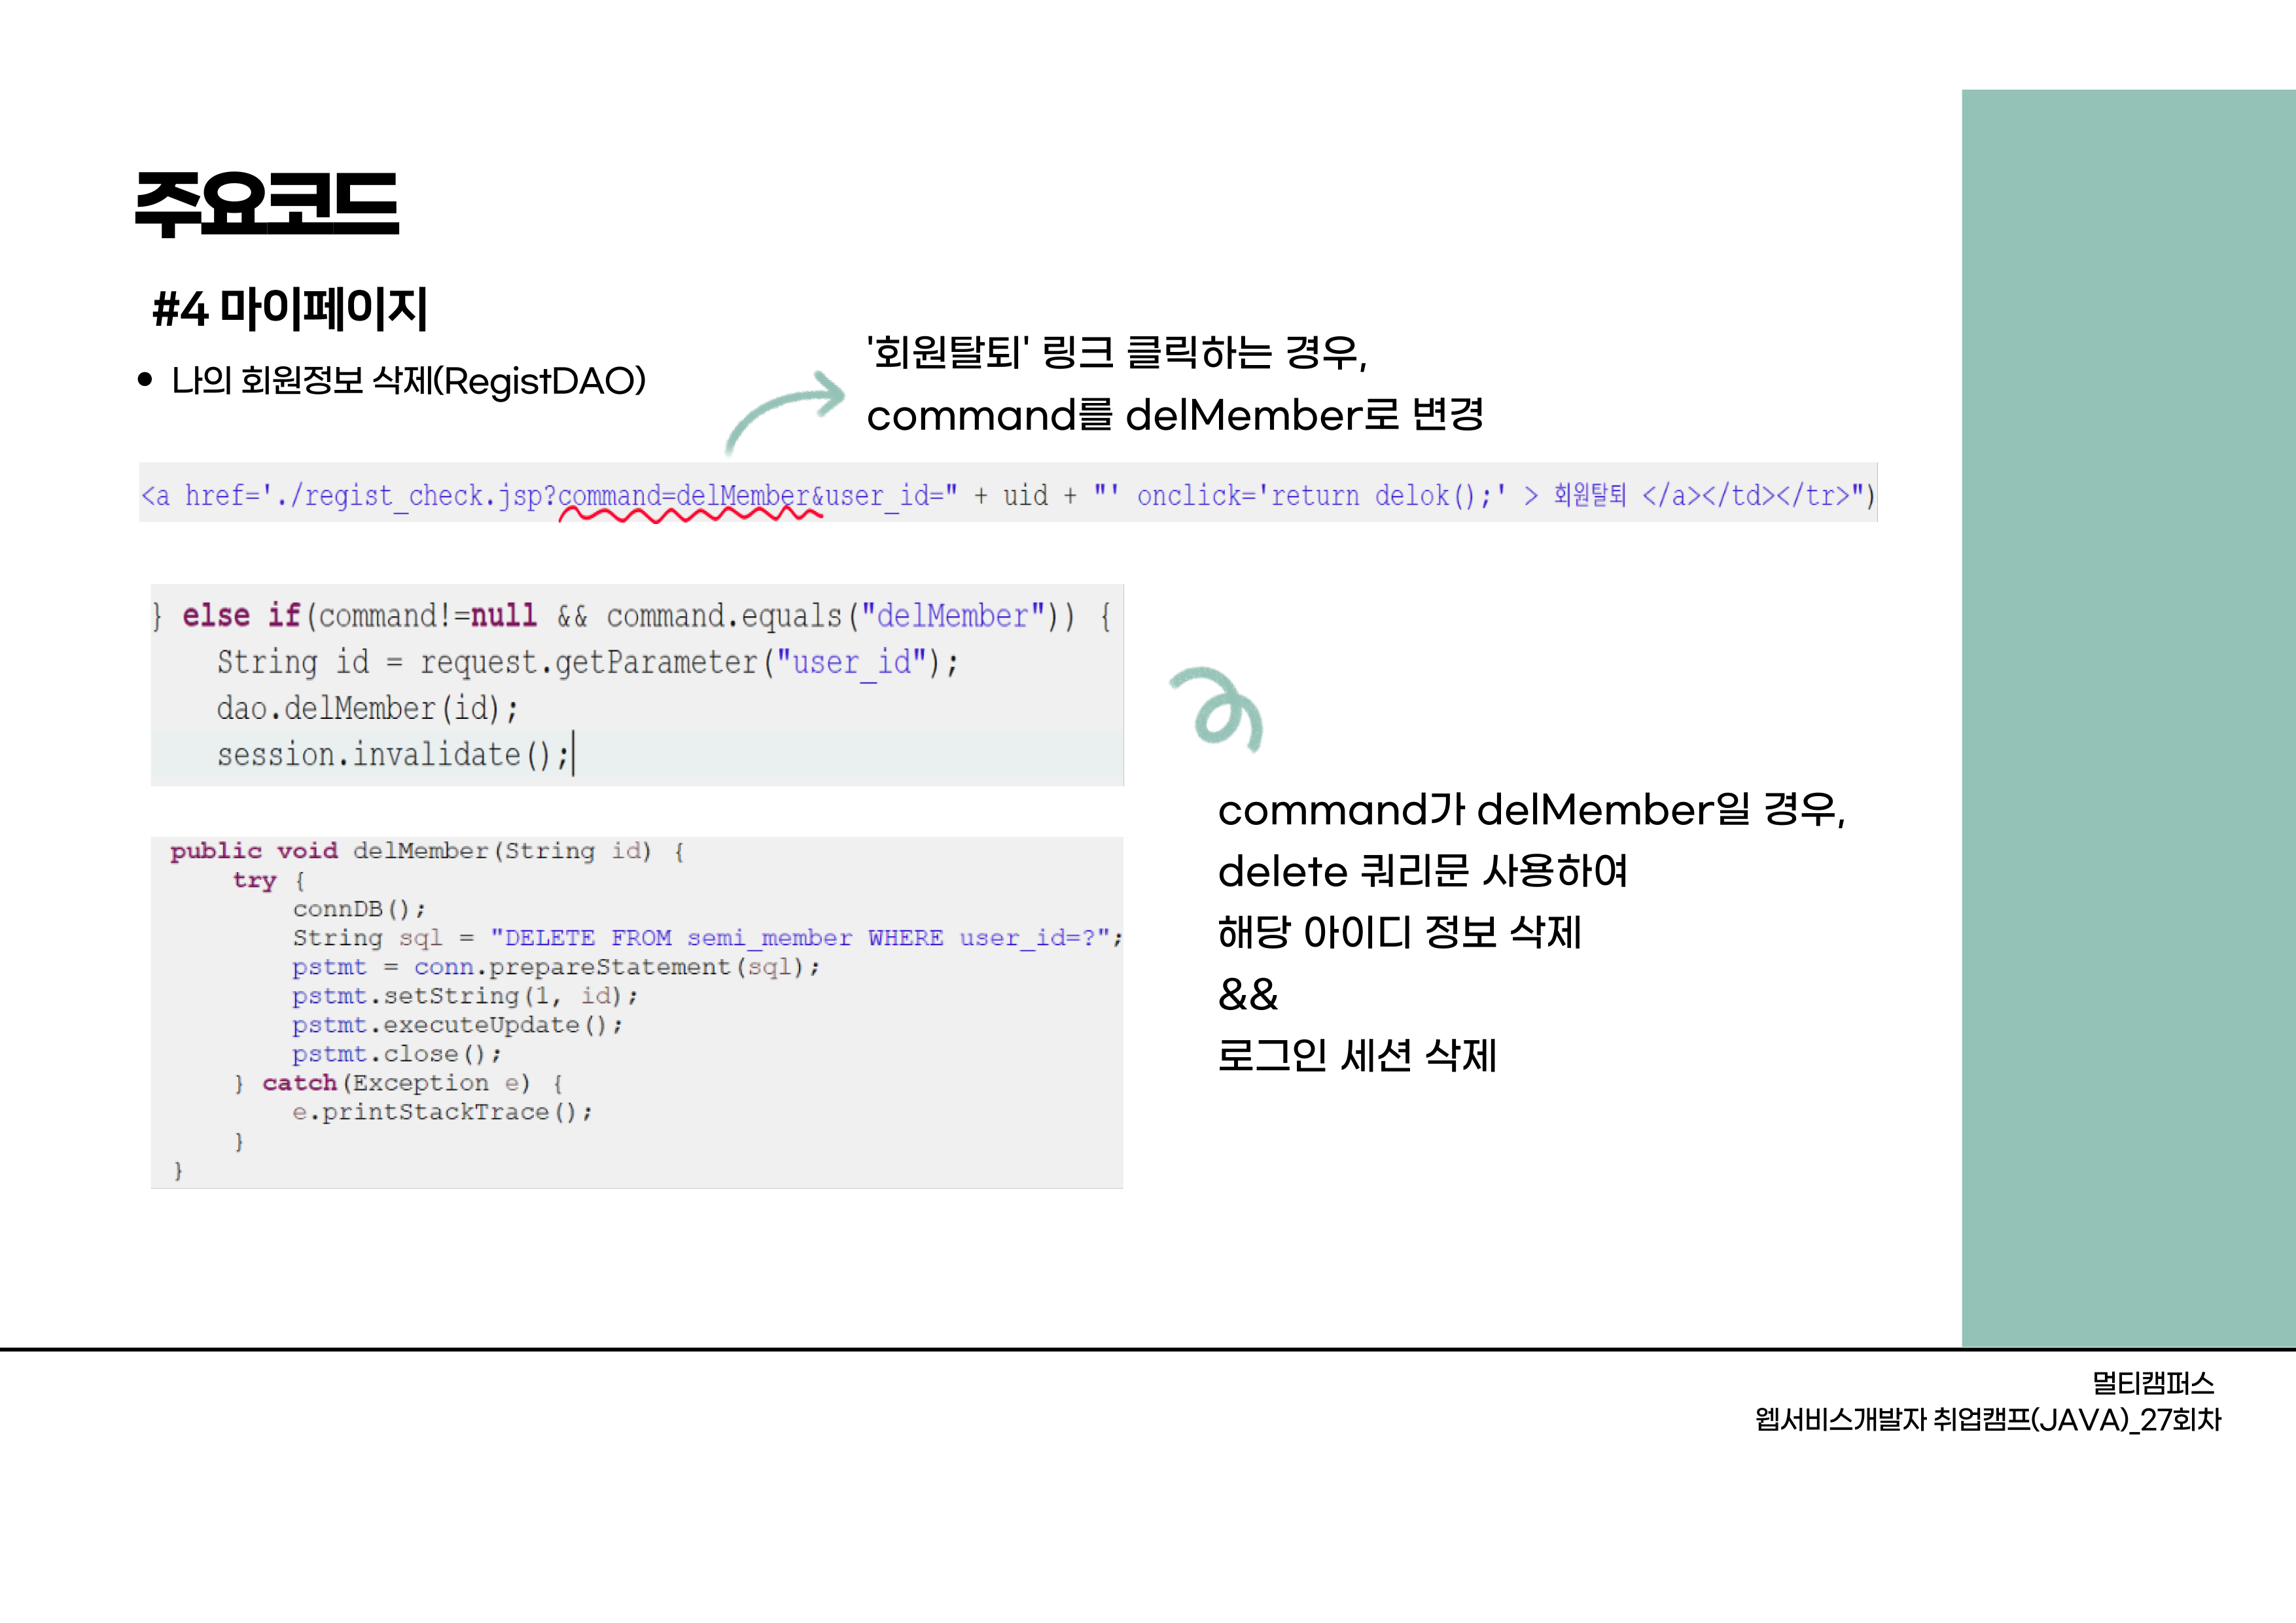 주요코드
#4 마이페이지
• 나의 회원정보 삭제(RegistDAO)
'회원탈퇴' 링크 클릭하는 경우,
command를 delMember로 변경
<a href='./regist_check.jsp?command=delMember&user_id=" + uid + "' onclick='return delok();' > 회원탈퇴 </a></td></tr>")
} else if(command!=null && command.equals("delMember")) {
String id = request.getParameter("user_id");
dao.delMember(id);
session.invalidate();
public void delMember(String id) {
try {
connDB();
String sql = "DELETE FROM semi_member WHERE user_id=?";
pstmt = conn.prepareStatement(sql);
pstmt.setString(1, id);
pstmt.executeUpdate();
pstmt.close();
} catch(Exception e) {
e.printStackTrace();
}
}
command가 delMember일 경우,
delete 쿼리문 사용하여
해당 아이디 정보 삭제
&&
로그인 세션 삭제
멀티캠퍼스
웹서비스개발자 취업캠프(JAVA)_27회차